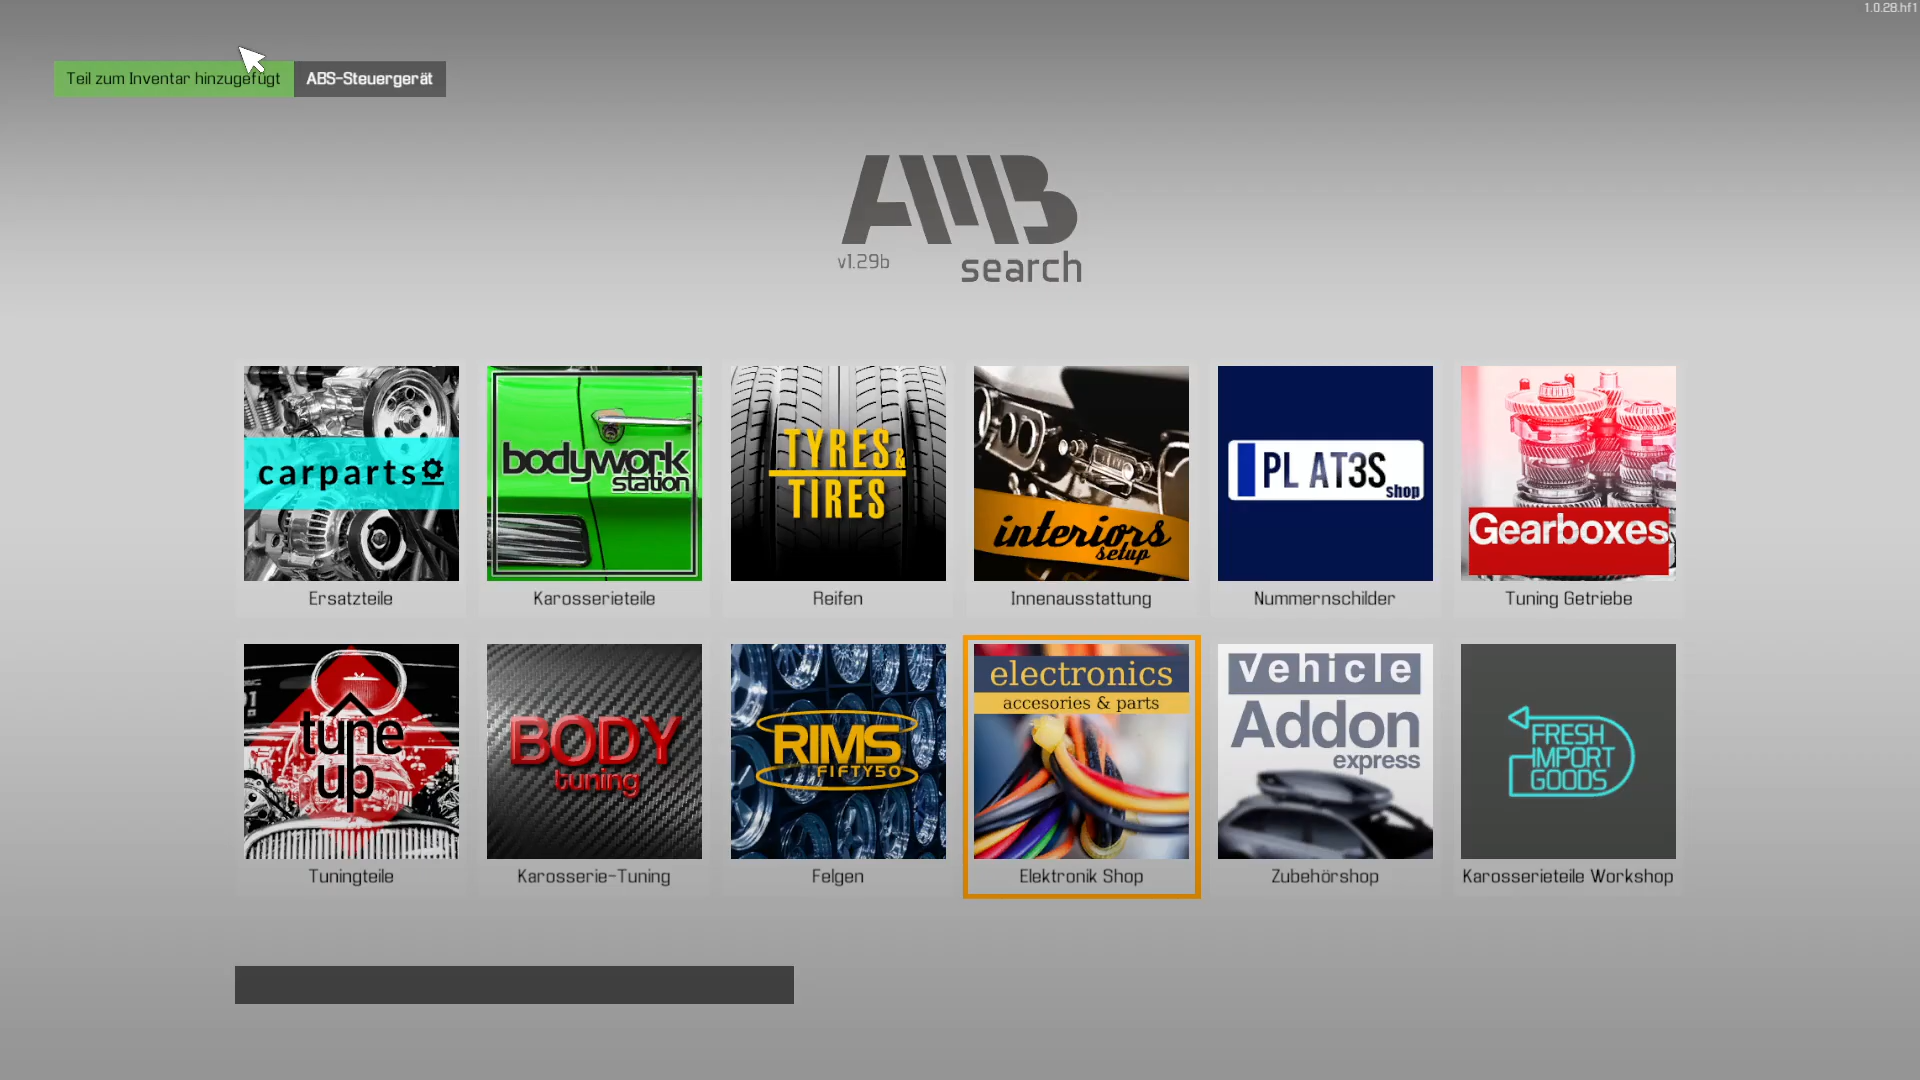 1.0.28.hf1
Teil zum Inventar hinzugefügt ABS-Steuergerät
AMB
v1.29b
search
carparts
bodywork
station
TYRES &
TIRES
interiors
setup
PL AT3S
shop
Gearboxes
Ersatzteile
Karosserieteile
Reifen
Innenausstattung
Nummernschilder
Tuning Getriebe
tune
up
BODY
tuning
RIMS
FIFTY50
electronics
accesories & parts
vehicle
Addon
express
FRESH
IMPORT
GOODS
Tuningteile
Karosserie-Tuning
Felgen
Elektronik Shop
Zubehörshop
Karosserieteile Workshop